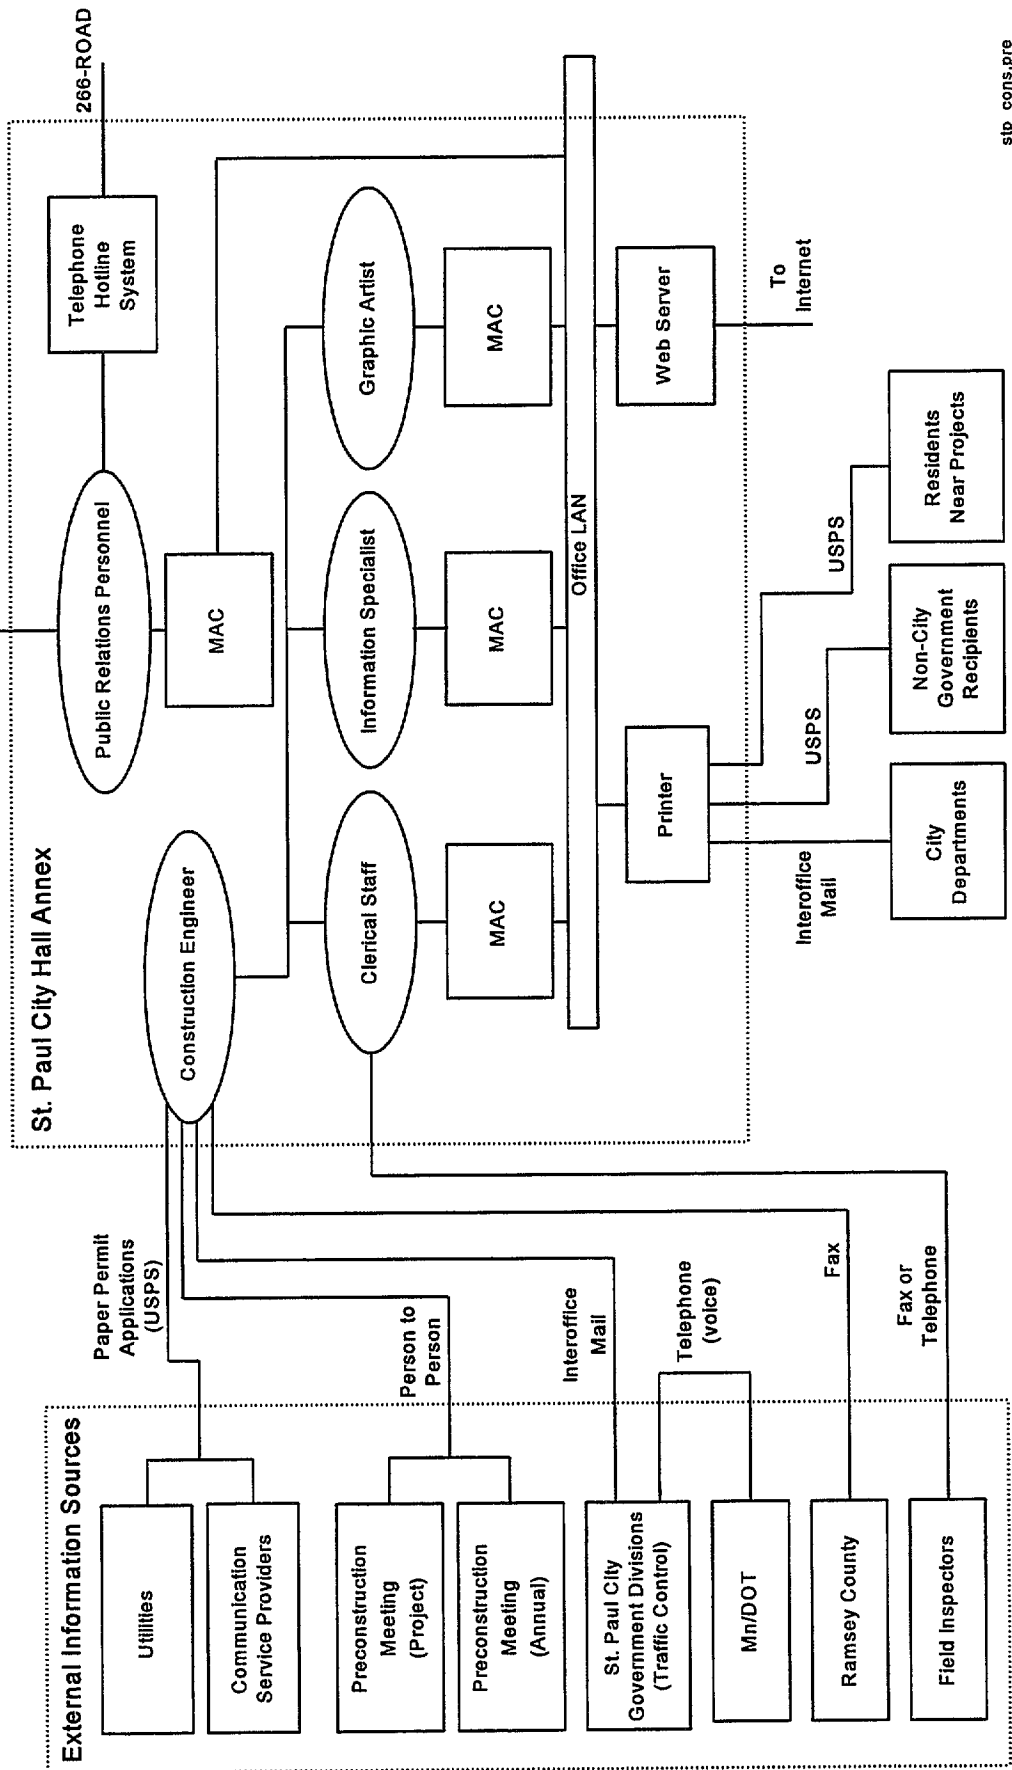 External Information Sources
Utilities
Communication
Service Providers
Preconstruction
Meeting
(Project)
Preconstruction
Meeting
(Annual)
St. Paul City
Government Divisions
(Traffic Control)
Mn/DOT
Ramsey County
Field Inspectors
Paper Permit
Applications
(USPS)
Person to
Person
Interoffice
Mail
Telephone
(voice)
Fax
Fax or
Telephone
St. Paul City Hall Annex
Construction Engineer
Public Relations Personnel
Telephone
Hotline
System
266-ROAD
MAC
Clerical Staff
Information Specialist
Graphic Artist
MAC
MAC
MAC
Office LAN
Printer
Web Server
To
Internet
Interoffice
Mail
USPS
USPS
City
Departments
Non-City
Government
Recipients
Residents
Near Projects
stp_cons.pre